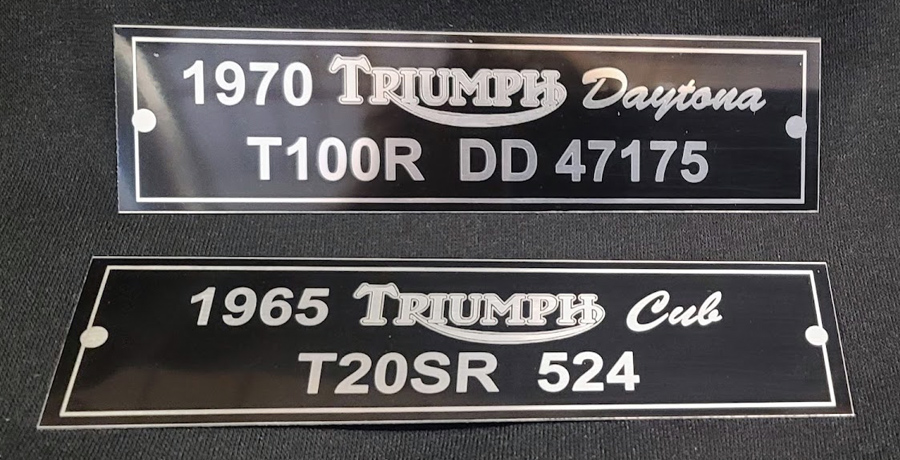 1970 TRIUMPH Daytona
T100R DD 47175
1965 TRIUMPH Cub
T20SR 524